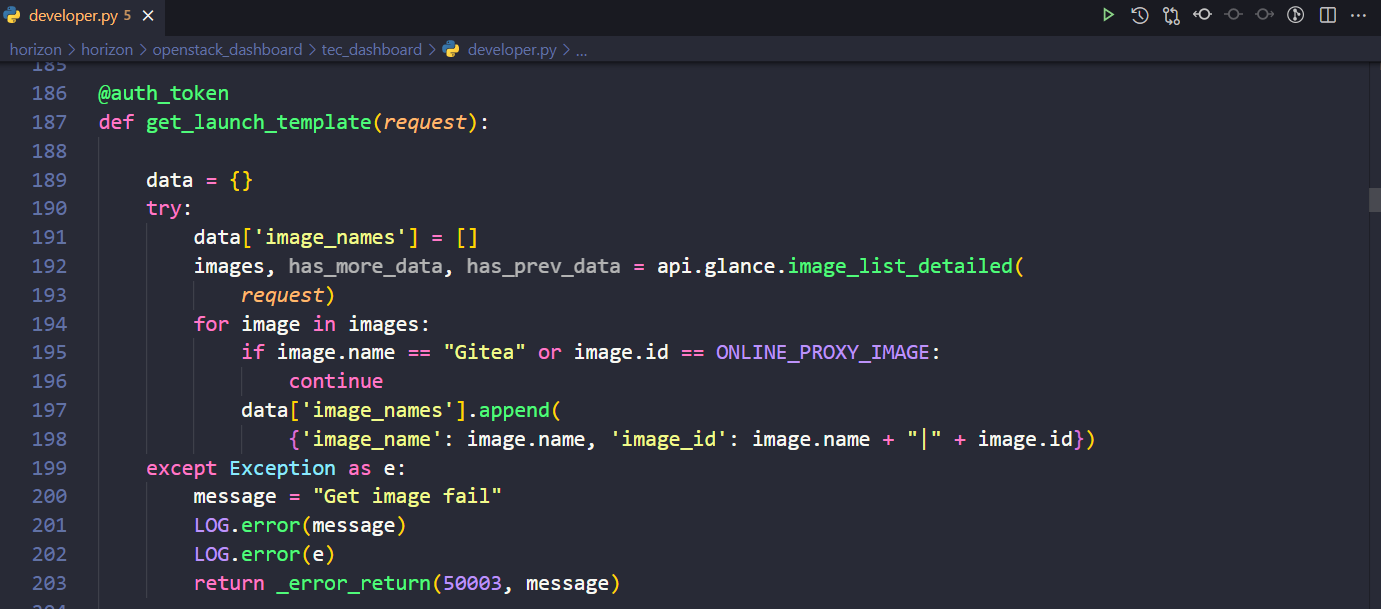 developer.py 5
horizon > horizon > openstack_dashboard > tec_dashboard > developer.py > ...
185
186 @auth_token
187 def get_launch_template(request):
188
189     data = {}
190     try:
191         data['image_names'] = []
192         images, has_more_data, has_prev_data = api.glance.image_list_detailed(
193             request)
194         for image in images:
195             if image.name == "Gitea" or image.id == ONLINE_PROXY_IMAGE:
196                 continue
197             data['image_names'].append(
198                 {'image_name': image.name, 'image_id': image.name + "|" + image.id})
199     except Exception as e:
200         message = "Get image fail"
201         LOG.error(message)
202         LOG.error(e)
203         return _error_return(50003, message)
204